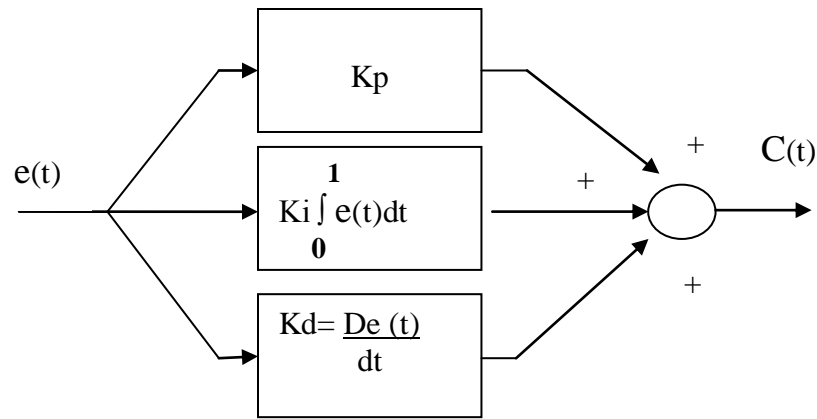 Kp
e(t)
1
Ki ∫ e(t)dt
0
Kd= De (t)
dt
+
+
+
C(t)